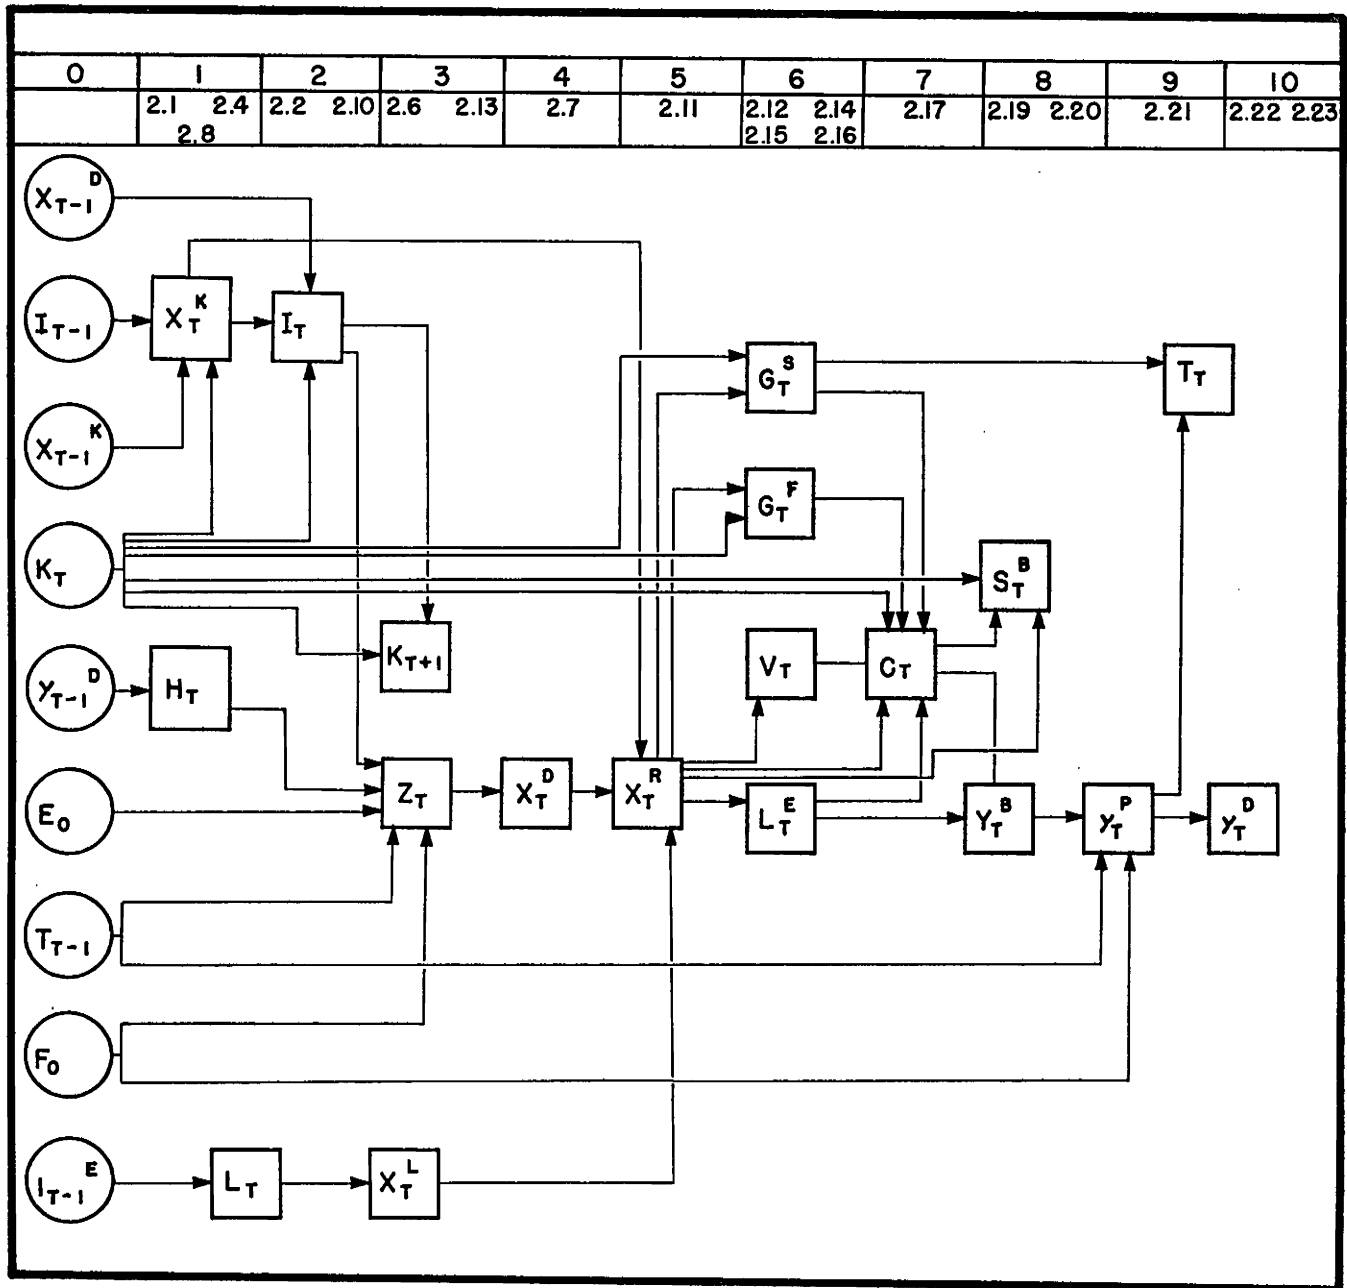 0 1 2 3 4 5 6 7 8 9 10
2.1 2.4 2.2 2.10 2.6 2.13 2.7 2.11 2.12 2.14 2.17 2.19 2.20 2.21 2.22 2.23
2.8 2.15 2.16
X_{T-1}^D
I_{T-1} X_T^K I_T
G_T^S T_T
X_{T-1}^K
G_T^F
K_T S_T^B
K_{T+1} V_T C_T
y_{T-1}^D H_T
Z_T X_T^D X_T^R
E_0 L_T^E Y_T^B y_T^P y_T^D
T_{T-1}
F_0
l_{T-1}^E L_T X_T^L